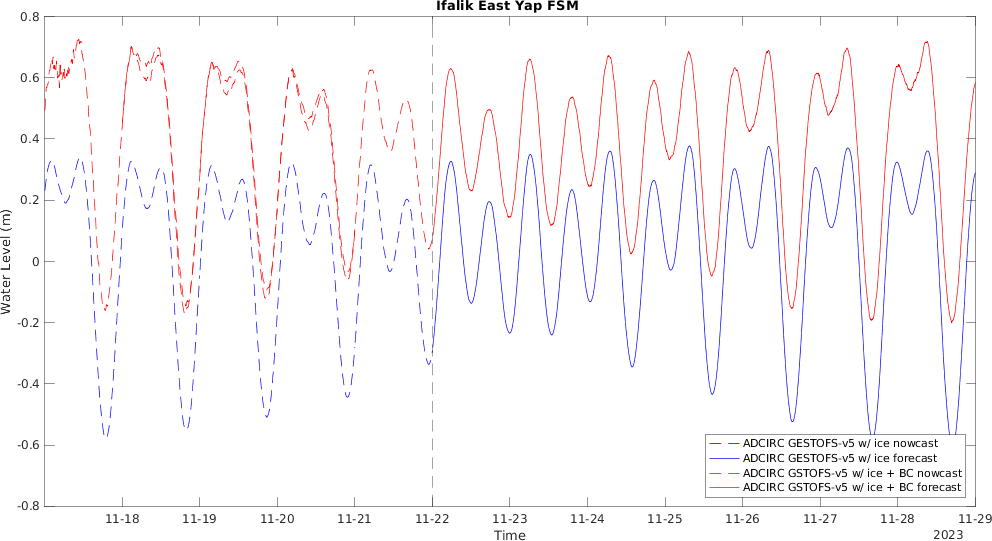 Ifalik East Yap FSM
0.8
0.6
0.4
0.2
0
-0.2
-0.4
-0.6
-0.8
Water Level (m)
ADCIRC GESTOFS-v5 w/ ice nowcast
ADCIRC GESTOFS-v5 w/ ice forecast
ADCIRC GSTOFS-v5 w/ ice + BC nowcast
ADCIRC GSTOFS-v5 w/ ice + BC forecast
11-18 11-19 11-20 11-21 11-22 11-23 11-24 11-25 11-26 11-27 11-28 11-29
Time
2023